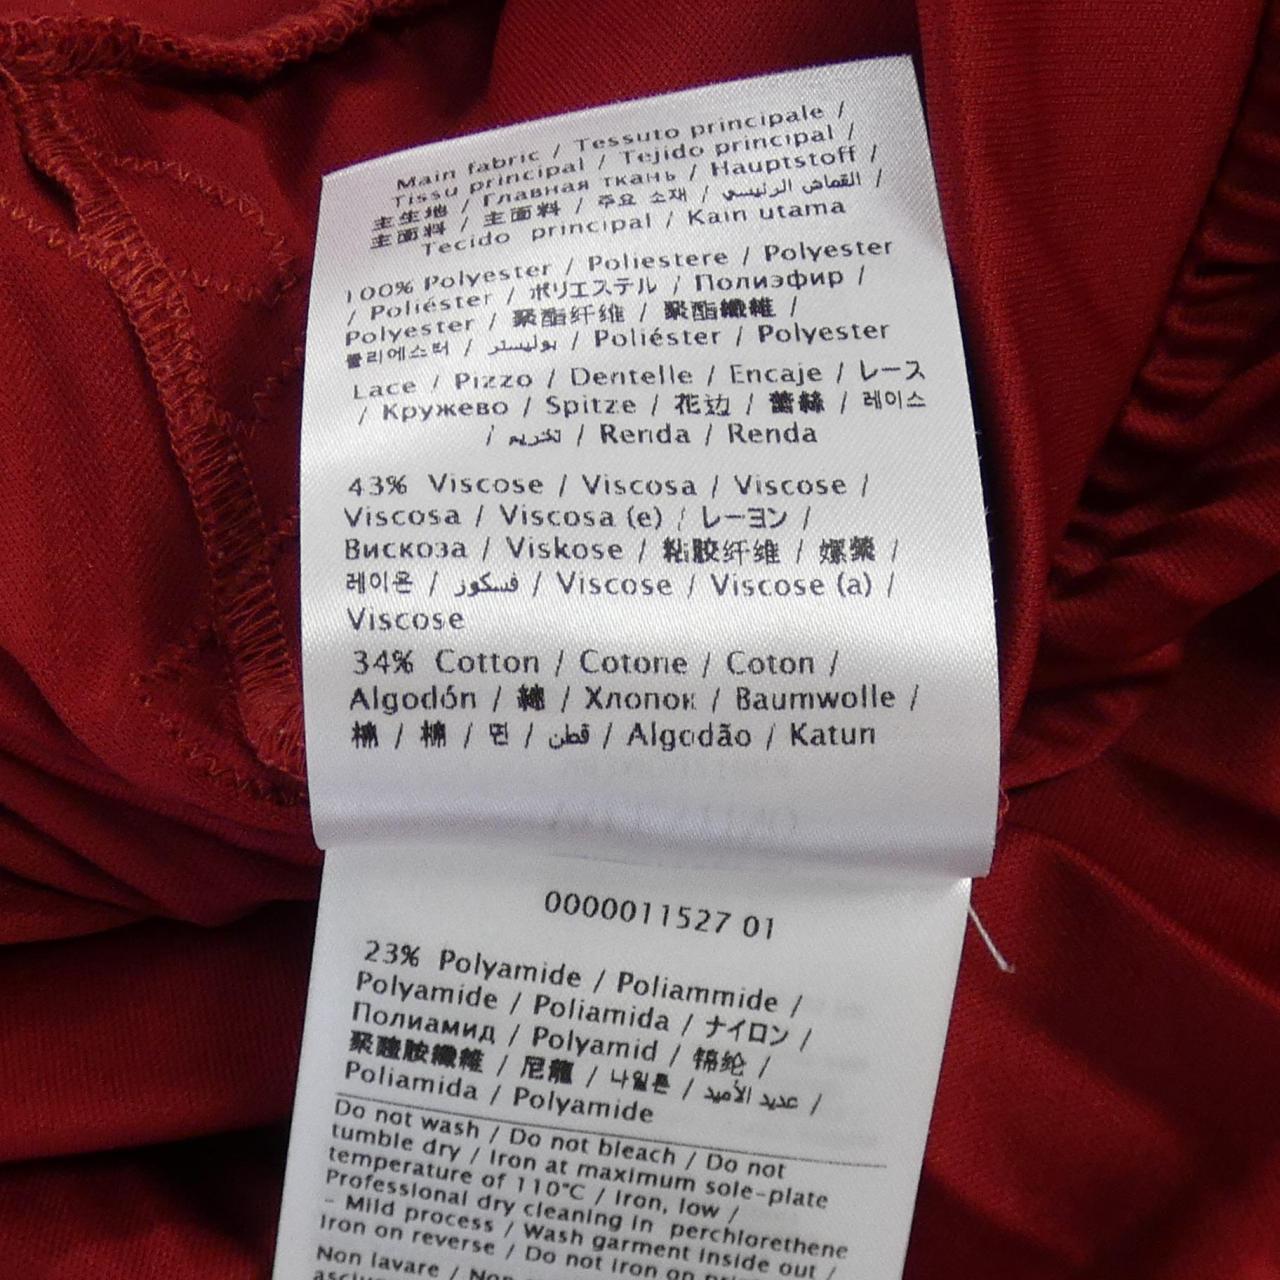 Main fabric / Tessuto principale /
Tissu principal / Tejido principal /
主生地 / Главная ткань / Hauptstoff /
主面料 / 主面料 / 주요 소재 / القماش الرئيسي /
Tecido principal / Kain utama
100% Polyester / Poliestere / Polyester
/ Poliéster / ポリエステル / Полиэфир /
Polyester / 聚酯纤维 / 聚酯纖維 /
폴리에스터 / بوليستر / Poliéster / Polyester
Lace / Pizzo / Dentelle / Encaje / レース
/ Кружево / Spitze / 花边 / 蕾絲 / 레이스
/ تخريم / Renda / Renda
43% Viscose / Viscosa / Viscose /
Viscosa / Viscosa (e) / レーヨン /
Вискоза / Viskose / 粘胶纤维 / 嫘縈 /
레이온 / فسكوز / Viscose / Viscose (a) /
Viscose
34% Cotton / Cotone / Coton /
Algodón / 綿 / Хлопок / Baumwolle /
棉 / 棉 / 면 / قطن / Algodão / Katun
0000011527 01
23% Polyamide / Poliammide /
Polyamide / Poliamida / ナイロン /
Полиамид / Polyamid / 锦纶 /
聚醯胺纖維 / 尼龍 / 나일론 / عديد الأميد /
Poliamida / Polyamide
Do not wash / Do not bleach / Do not
tumble dry / Iron at maximum sole-plate
temperature of 110°C / Iron, low /
Professional dry cleaning in perchlorethene
- Mild process / Wash garment inside out /
Iron on reverse / Do not iron on
Non lavare / Non